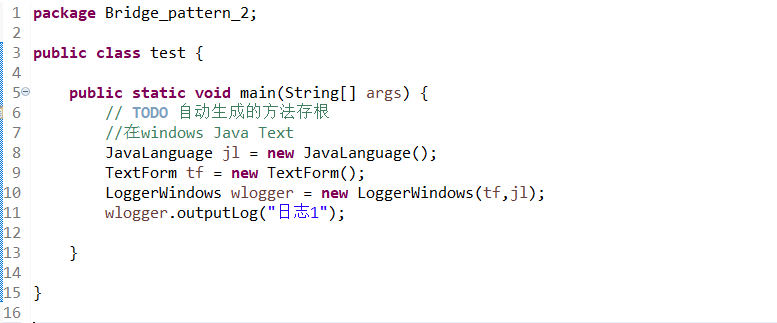 1 package Bridge_pattern_2;
2
3 public class test {
4
5     public static void main(String[] args) {
6         // TODO 自动生成的方法存根
7         //在windows Java Text
8         JavaLanguage jl = new JavaLanguage();
9         TextForm tf = new TextForm();
10         LoggerWindows wlogger = new LoggerWindows(tf,jl);
11         wlogger.outputLog("日志1");
12
13     }
14
15 }
16